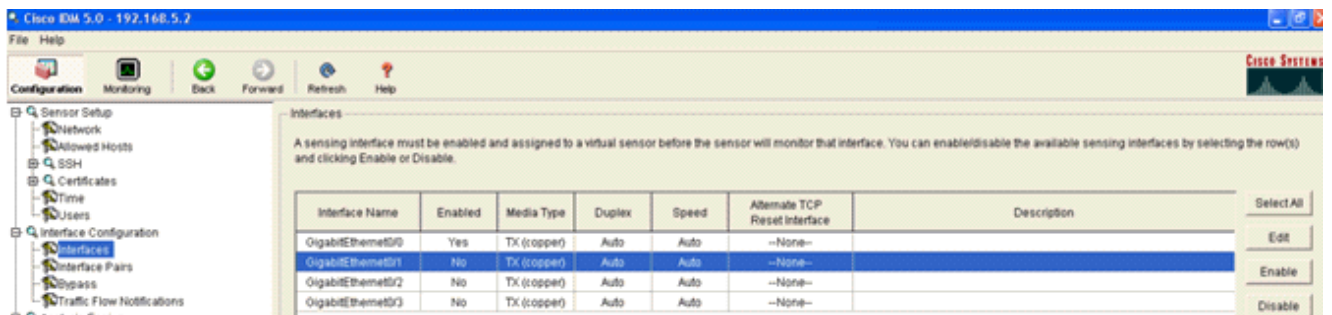 Cisco IDM 5.0 - 192.168.5.2
File Help
Configuration Monitoring Back Forward Refresh Help
CISCO SYSTEMS
Sensor Setup
Network
Allowed Hosts
SSH
Certificates
Time
Users
Interface Configuration
Interfaces
Interface Pairs
Bypass
Traffic Flow Notifications
Interfaces
A sensing interface must be enabled and assigned to a virtual sensor before the sensor will monitor that interface. You can enable/disable the available sensing interfaces by selecting the row(s)
and clicking Enable or Disable.
Interface Name Enabled Media Type Duplex Speed Alternate TCP Reset Interface Description
GigabitEthernet0/0 Yes TX (copper) Auto Auto --None--
GigabitEthernet0/1 No TX (copper) Auto Auto --None--
GigabitEthernet0/2 No TX (copper) Auto Auto --None--
GigabitEthernet0/3 No TX (copper) Auto Auto --None--
Select All
Edit
Enable
Disable